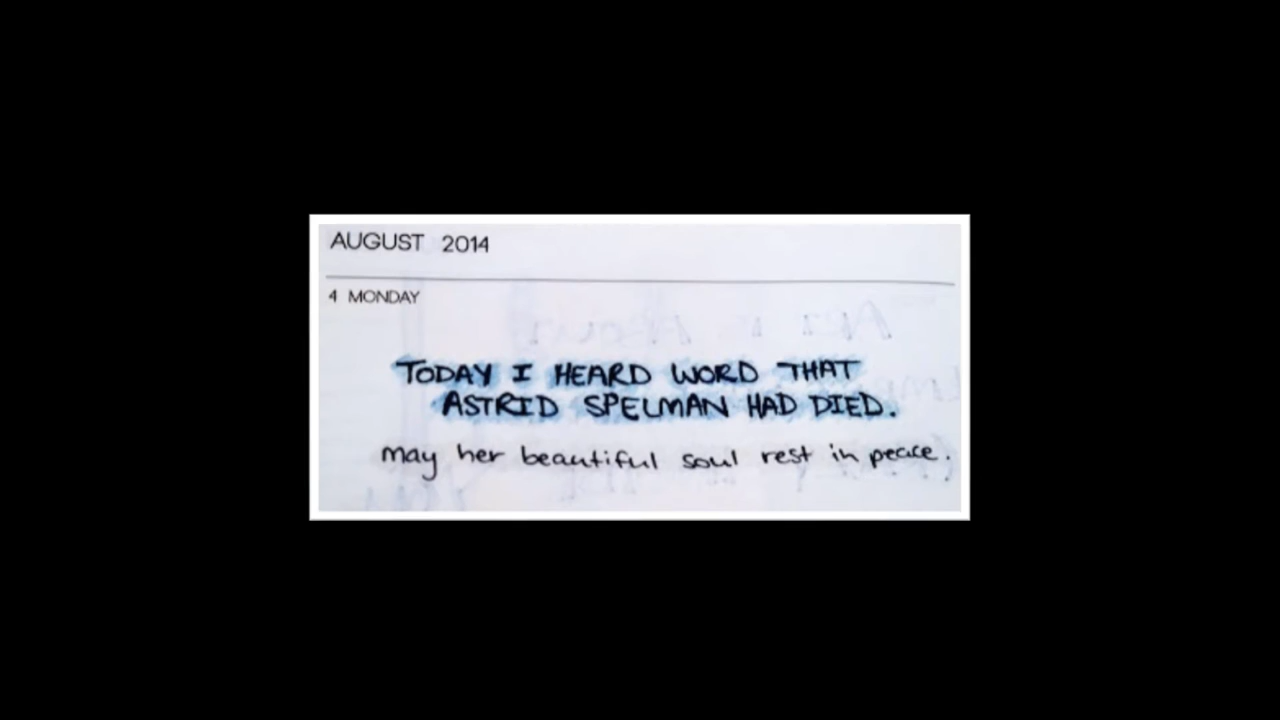 AUGUST 2014
4 MONDAY
TODAY I HEARD WORD THAT
ASTRID SPELMAN HAD DIED.
may her beautiful soul rest in peace.